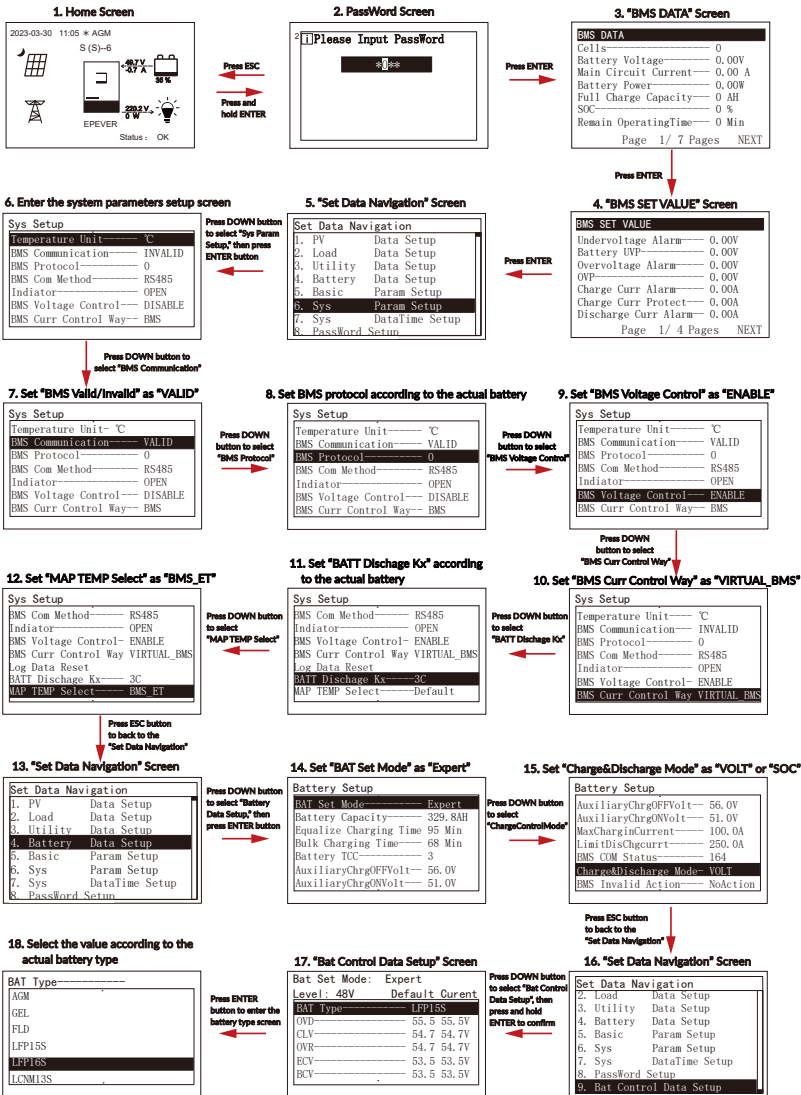 1. Home Screen
2023-03-30 11:05 ✳ AGM
S (S)--6
49.7 V
-0.7 A
35 %
220.2 V
0 W
EPEVER
Status : OK
Press ESC
Press and
hold ENTER
2. PassWord Screen
2 i Please Input PassWord
*0**
Press ENTER
3. “BMS DATA” Screen
BMS DATA
Cells------------------ 0
Battery Voltage------- 0.00V
Main Circuit Current--- 0.00 A
Battery Power--------- 0.00W
Full Charge Capacity--- 0 AH
SOC-------------------- 0 %
Remain OperatingTime--- 0 Min
Page 1/ 7 Pages NEXT
Press ENTER
4. “BMS SET VALUE” Screen
BMS SET VALUE
Undervoltage Alarm---- 0.00V
Battery UVP----------- 0.00V
Overvoltage Alarm----- 0.00V
OVP------------------- 0.00V
Charge Curr Alarm----- 0.00A
Charge Curr Protect--- 0.00A
Discharge Curr Alarm-- 0.00A
Page 1/ 4 Pages NEXT
Press ENTER
5. “Set Data Navigation” Screen
Set Data Navigation
1. PV Data Setup
2. Load Data Setup
3. Utility Data Setup
4. Battery Data Setup
5. Basic Param Setup
6. Sys Param Setup
7. Sys DataTime Setup
8. PassWord Setup
Press DOWN button
to select “Sys Param
Setup,” then press
ENTER button
6. Enter the system parameters setup screen
Sys Setup
Temperature Unit------ ℃
BMS Communication---- INVALID
BMS Protocol---------- 0
BMS Com Method------- RS485
Indiator-------------- OPEN
BMS Voltage Control--- DISABLE
BMS Curr Control Way-- BMS
Press DOWN button to
select “BMS Communication”
7. Set “BMS Valid/Invalid” as “VALID”
Sys Setup
Temperature Unit- ℃
BMS Communication----- VALID
BMS Protocol---------- 0
BMS Com Method------- RS485
Indiator-------------- OPEN
BMS Voltage Control--- DISABLE
BMS Curr Control Way-- BMS
Press DOWN
button to select
“BMS Protocol”
8. Set BMS protocol according to the actual battery
Sys Setup
Temperature Unit------ ℃
BMS Communication----- VALID
BMS Protocol---------- 0
BMS Com Method------- RS485
Indiator-------------- OPEN
BMS Voltage Control--- DISABLE
BMS Curr Control Way-- BMS
Press DOWN
button to select
“BMS Voltage Control”
9. Set “BMS Voltage Control” as “ENABLE”
Sys Setup
Temperature Unit------ ℃
BMS Communication----- VALID
BMS Protocol---------- 0
BMS Com Method------- RS485
Indiator-------------- OPEN
BMS Voltage Control--- ENABLE
BMS Curr Control Way-- BMS
Press DOWN
button to select
“BMS Curr Control Way”
10. Set “BMS Curr Control Way” as “VIRTUAL_BMS”
Sys Setup
Temperature Unit---- ℃
BMS Communication--- INVALID
BMS Protocol-------- 0
BMS Com Method------ RS485
Indiator------------ OPEN
BMS Voltage Control- ENABLE
BMS Curr Control Way VIRTUAL_BMS
Press DOWN button
to select
“BATT Dischage Kx”
11. Set “BATT Dischage Kx” according
to the actual battery
Sys Setup
BMS Com Method------ RS485
Indiator------------ OPEN
BMS Voltage Control- ENABLE
BMS Curr Control Way VIRTUAL_BMS
Log Data Reset
BATT Dischage Kx-----3C
MAP TEMP Select------Default
Press DOWN button
to select
“MAP TEMP Select”
12. Set “MAP TEMP Select” as “BMS_ET”
Sys Setup
BMS Com Method------ RS485
Indiator------------ OPEN
BMS Voltage Control- ENABLE
BMS Curr Control Way VIRTUAL_BMS
Log Data Reset
BATT Dischage Kx---- 3C
MAP TEMP Select----- BMS_ET
Press ESC button
to back to the
“Set Data Navigation”
13. “Set Data Navigation” Screen
Set Data Navigation
1. PV Data Setup
2. Load Data Setup
3. Utility Data Setup
4. Battery Data Setup
5. Basic Param Setup
6. Sys Param Setup
7. Sys DataTime Setup
8. PassWord Setup
Press DOWN button
to select “Battery
Data Setup,” then
press ENTER button
14. Set “BAT Set Mode” as “Expert”
Battery Setup
BAT Set Mode---------- Expert
Battery Capacity------ 329.8AH
Equalize Charging Time 95 Min
Bulk Charging Time---- 68 Min
Battery TCC----------- 3
AuxiliaryChrgOFFVolt-- 56.0V
AuxiliaryChrgONVolt--- 51.0V
Press DOWN button
to select
“ChargeControlMode”
15. Set “Charge&Discharge Mode” as “VOLT” or “SOC”
Battery Setup
AuxiliaryChrgOFFVolt-- 56.0V
AuxiliaryChrgONVolt--- 51.0V
MaxCharginCurrent----- 100.0A
LimitDisChgcurrt------ 250.0A
BMS COM Status-------- 164
Charge&Discharge Mode- VOLT
BMS Invalid Action---- NoAction
Press ESC button
to back to the
“Set Data Navigation”
16. “Set Data Navigation” Screen
Set Data Navigation
2. Load Data Setup
3. Utility Data Setup
4. Battery Data Setup
5. Basic Param Setup
6. Sys Param Setup
7. Sys DataTime Setup
8. PassWord Setup
9. Bat Control Data Setup
Press DOWN button
to select “Bat Control
Data Setup”, then
press and hold
ENTER to confirm
17. “Bat Control Data Setup” Screen
Bat Set Mode: Expert
Level: 48V Default Curent
BAT Type------------ LFP15S
OVD----------------- 55.5 55.5V
CLV----------------- 54.7 54.7V
OVR----------------- 54.7 54.7V
ECV----------------- 53.5 53.5V
BCV----------------- 53.5 53.5V
Press ENTER
button to enter the
battery type screen
18. Select the value according to the
actual battery type
BAT Type-----------
AGM
GEL
FLD
LFP15S
LFP16S
LCNM13S